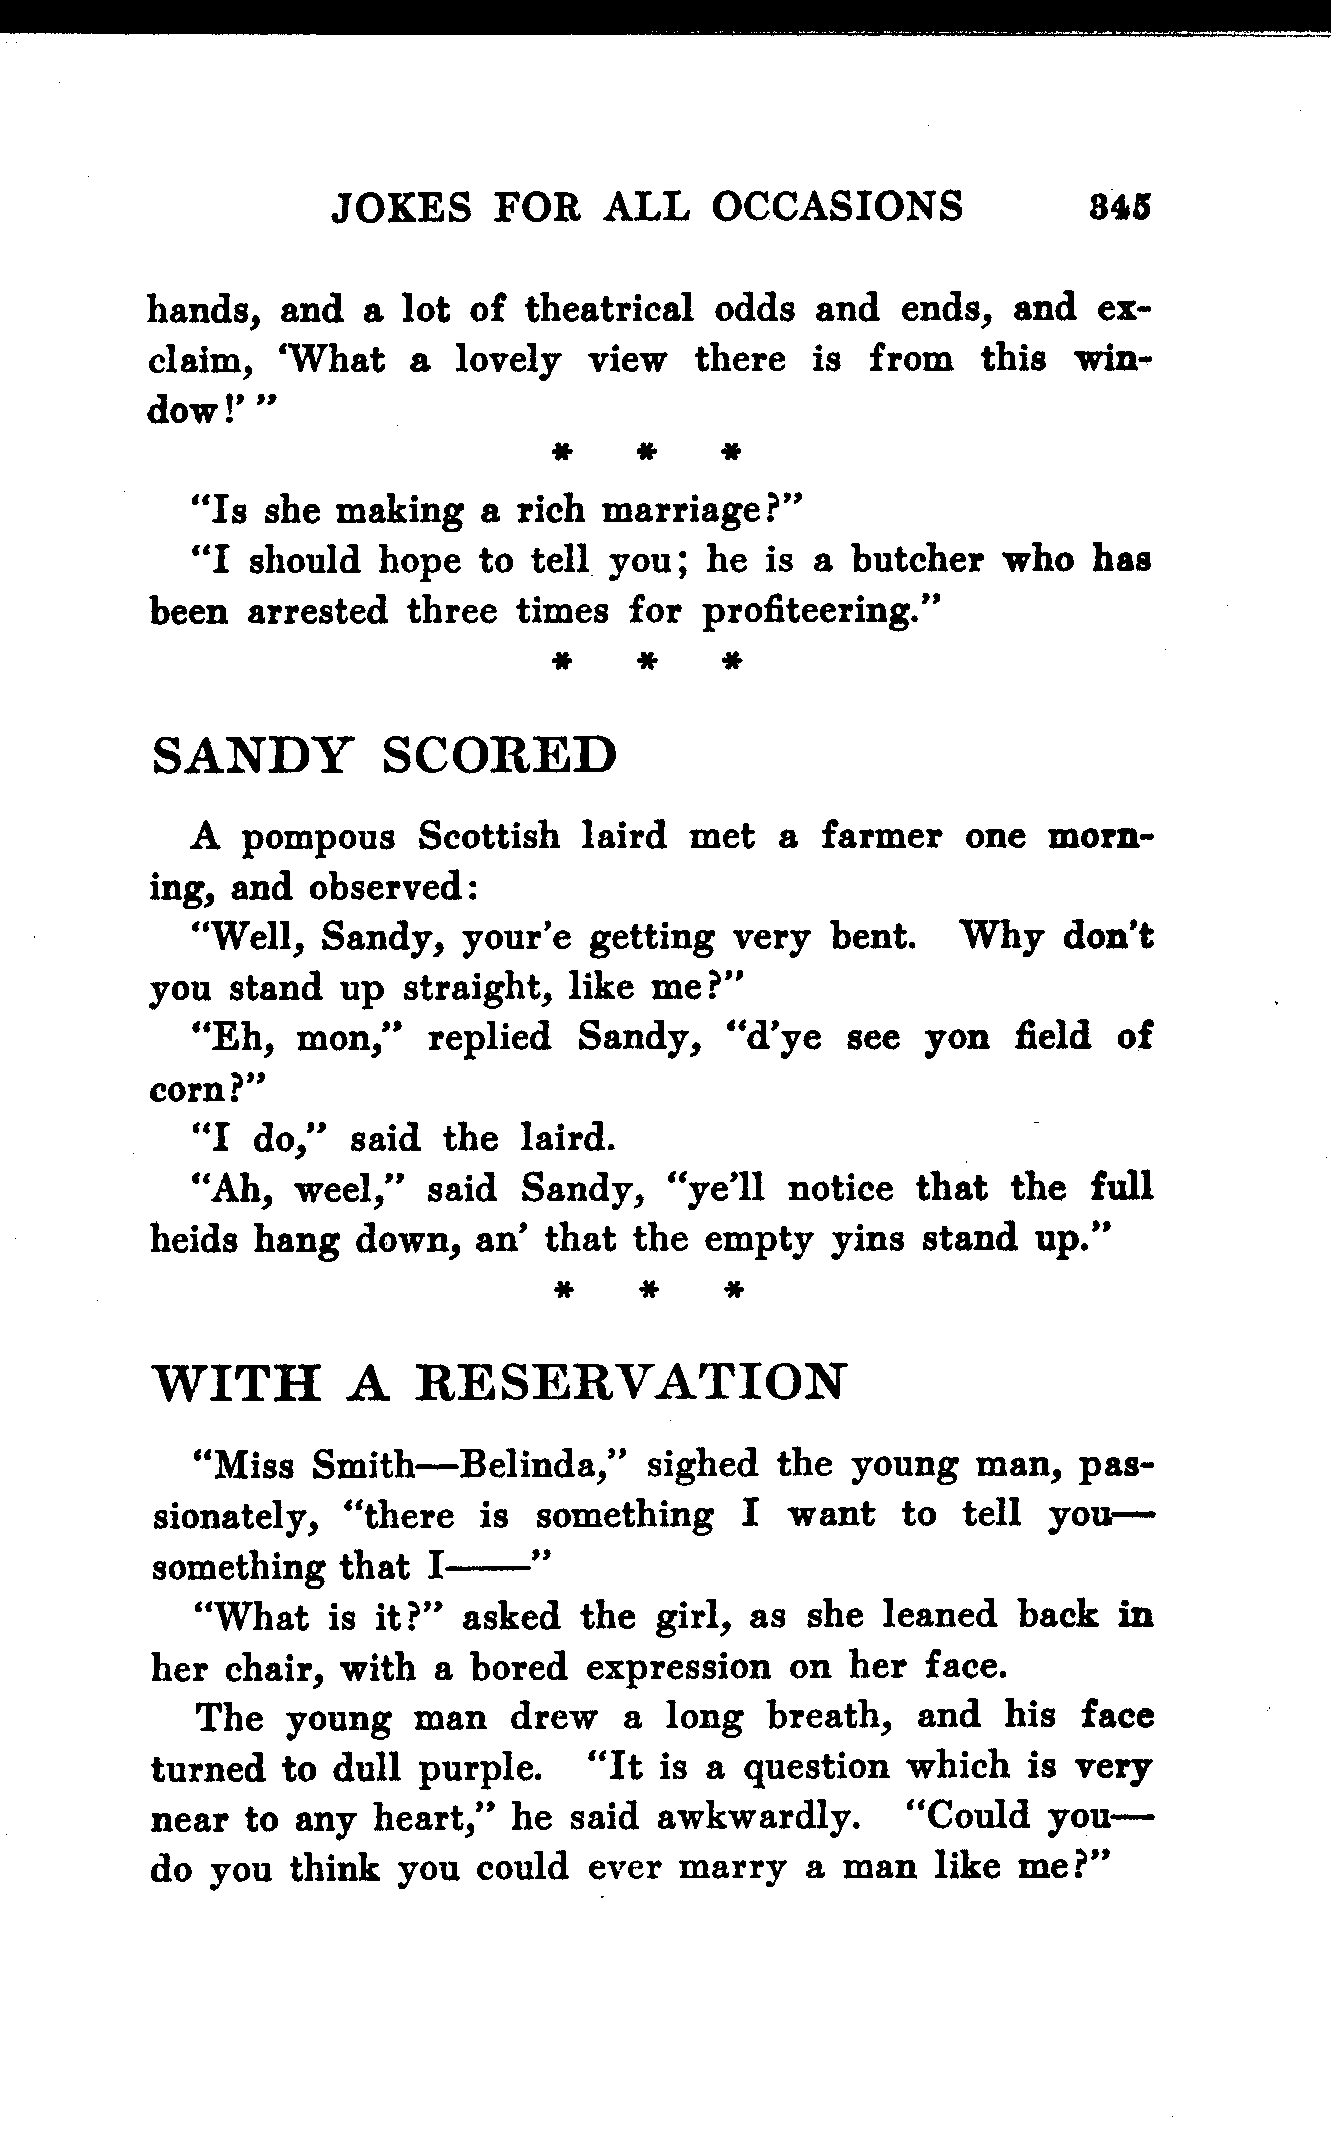 JOKES FOR ALL OCCASIONS 345
hands, and a lot of theatrical odds and ends, and ex-
claim, ‘What a lovely view there is from this win-
dow!’ ”
* * *
“Is she making a rich marriage?”
“I should hope to tell you; he is a butcher who has
been arrested three times for profiteering.”
* * *
SANDY SCORED
A pompous Scottish laird met a farmer one morn-
ing, and observed:
“Well, Sandy, your’e getting very bent. Why don’t
you stand up straight, like me?”
“Eh, mon,” replied Sandy, “d’ye see yon field of
corn?”
“I do,” said the laird.
“Ah, weel,” said Sandy, “ye’ll notice that the full
heids hang down, an’ that the empty yins stand up.”
* * *
WITH A RESERVATION
“Miss Smith—Belinda,” sighed the young man, pas-
sionately, “there is something I want to tell you—
something that I——”
“What is it?” asked the girl, as she leaned back in
her chair, with a bored expression on her face.
The young man drew a long breath, and his face
turned to dull purple. “It is a question which is very
near to any heart,” he said awkwardly. “Could you—
do you think you could ever marry a man like me?”